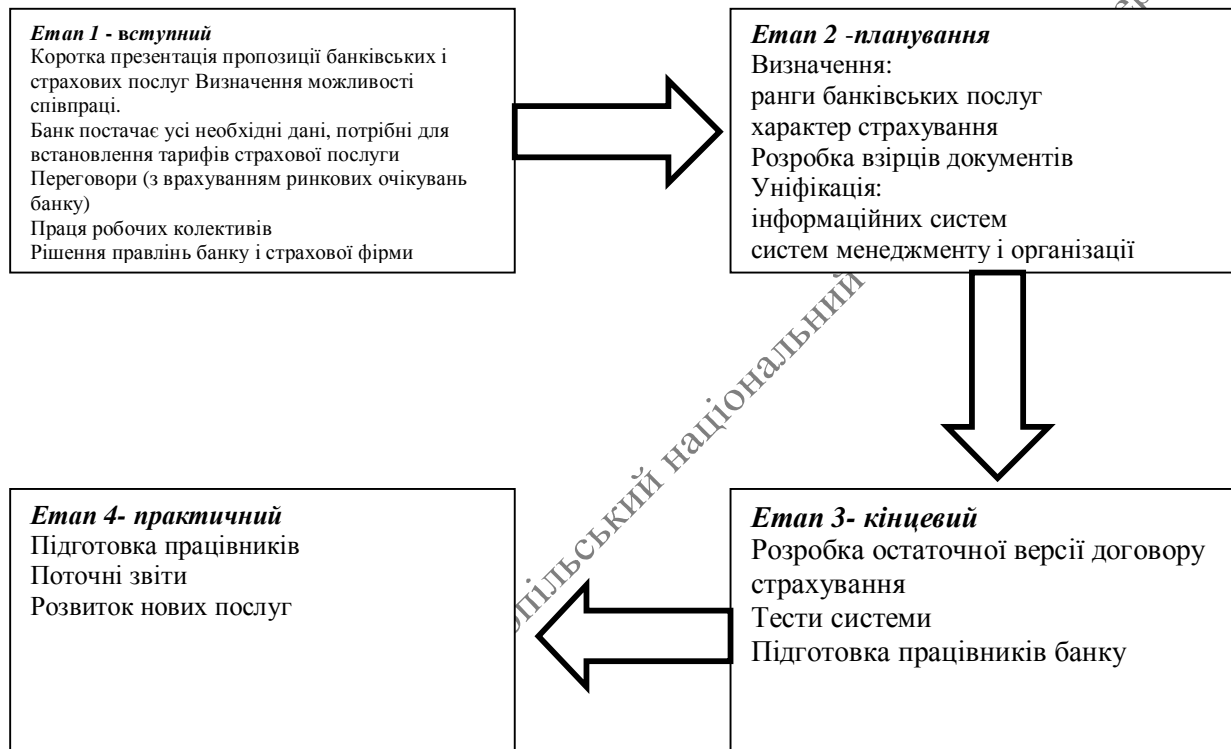 Етап 1 - вступний
Коротка презентація пропозиції банківських і
страхових послуг Визначення можливості
співпраці.
Банк постачає усі необхідні дані, потрібні для
встановлення тарифів страхової послуги
Переговори (з врахуванням ринкових очікувань
банку)
Праця робочих колективів
Рішення правлінь банку і страхової фірми
Етап 2 -планування
Визначення:
ранги банківських послуг
характер страхування
Розробка взірців документів
Уніфікація:
інформаційних систем
систем менеджменту і організації
Етап 3- кінцевий
Розробка остаточної версії договору
страхування
Тести системи
Підготовка працівників банку
Етап 4- практичний
Підготовка працівників
Поточні звіти
Розвиток нових послуг
опільський національний